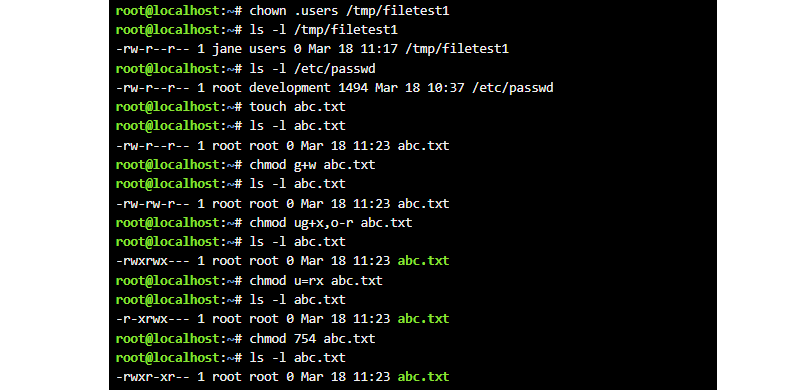 root@localhost:~# chown .users /tmp/filetest1
root@localhost:~# ls -l /tmp/filetest1
-rw-r--r-- 1 jane users 0 Mar 18 11:17 /tmp/filetest1
root@localhost:~# ls -l /etc/passwd
-rw-r--r-- 1 root development 1494 Mar 18 10:37 /etc/passwd
root@localhost:~# touch abc.txt
root@localhost:~# ls -l abc.txt
-rw-r--r-- 1 root root 0 Mar 18 11:23 abc.txt
root@localhost:~# chmod g+w abc.txt
root@localhost:~# ls -l abc.txt
-rw-rw-r-- 1 root root 0 Mar 18 11:23 abc.txt
root@localhost:~# chmod ug+x,o-r abc.txt
root@localhost:~# ls -l abc.txt
-rwxrwx--- 1 root root 0 Mar 18 11:23 abc.txt
root@localhost:~# chmod u=rx abc.txt
root@localhost:~# ls -l abc.txt
-r-xrwx--- 1 root root 0 Mar 18 11:23 abc.txt
root@localhost:~# chmod 754 abc.txt
root@localhost:~# ls -l abc.txt
-rwxr-xr-- 1 root root 0 Mar 18 11:23 abc.txt